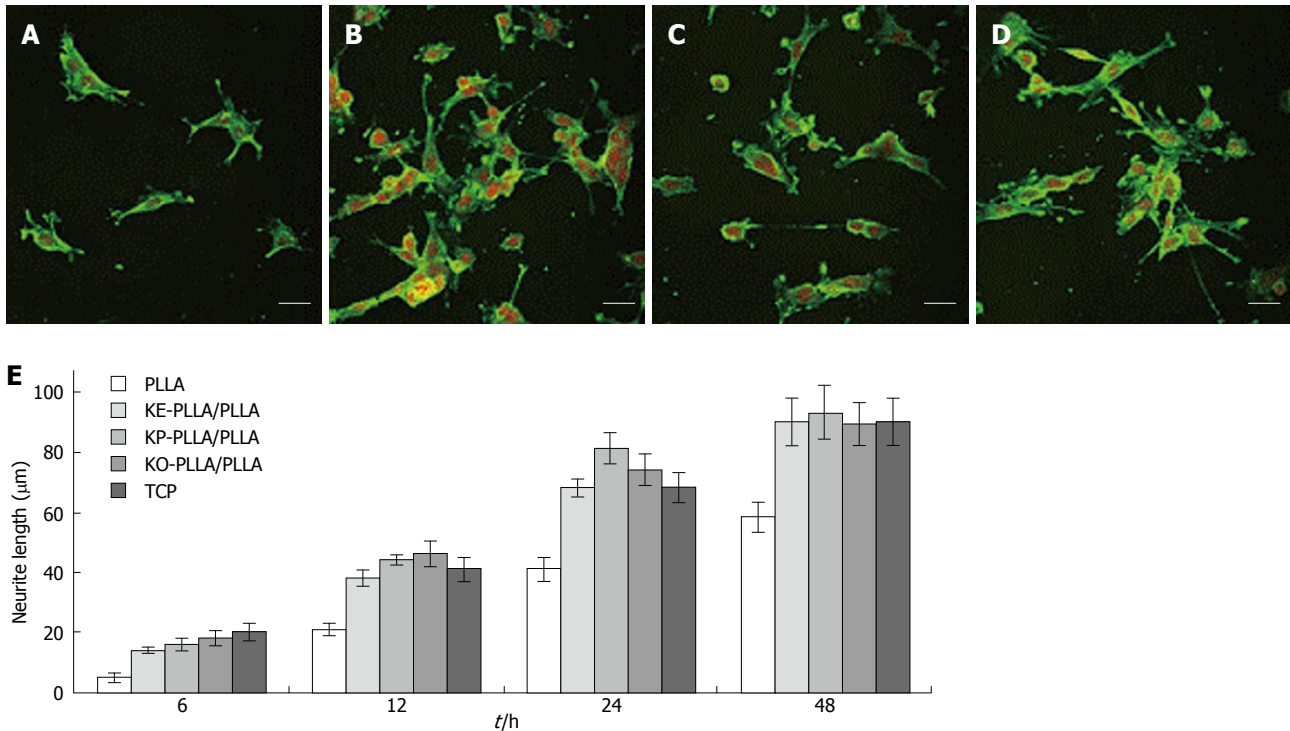 A
B
C
D
E
100
80
60
40
20
0
Neurite length (μm)
PLLA
KE-PLLA/PLLA
KP-PLLA/PLLA
KO-PLLA/PLLA
TCP
6
12
24
48
t/h